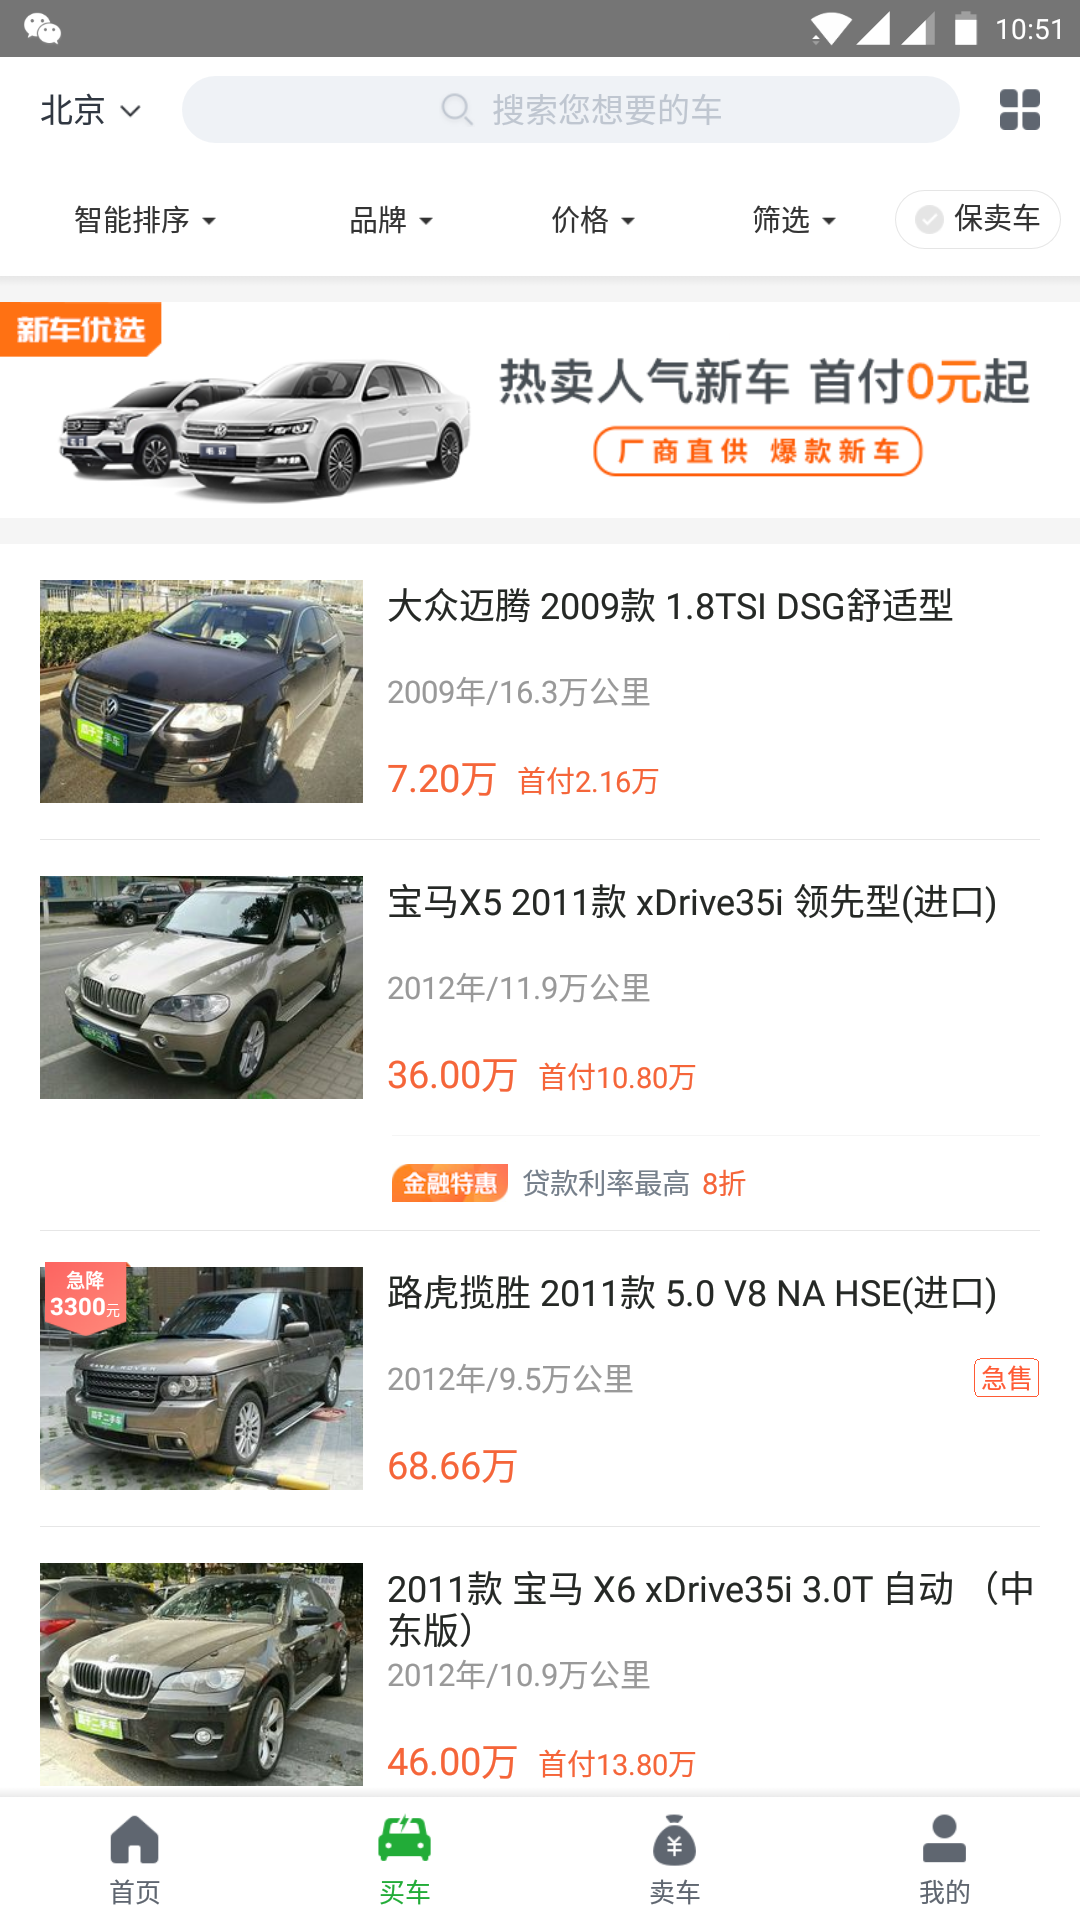 10:51
北京
搜索您想要的车
智能排序
品牌
价格
筛选
保卖车
新车优选
热卖人气新车 首付0元起
厂商直供 爆款新车
大众迈腾 2009款 1.8TSI DSG舒适型
2009年/16.3万公里
7.20万 首付2.16万
宝马X5 2011款 xDrive35i 领先型(进口)
2012年/11.9万公里
36.00万 首付10.80万
金融特惠 贷款利率最高 8折
急降
3300元
路虎揽胜 2011款 5.0 V8 NA HSE(进口)
2012年/9.5万公里
急售
68.66万
2011款 宝马 X6 xDrive35i 3.0T 自动 （中
东版）
2012年/10.9万公里
46.00万 首付13.80万
首页
买车
卖车
我的